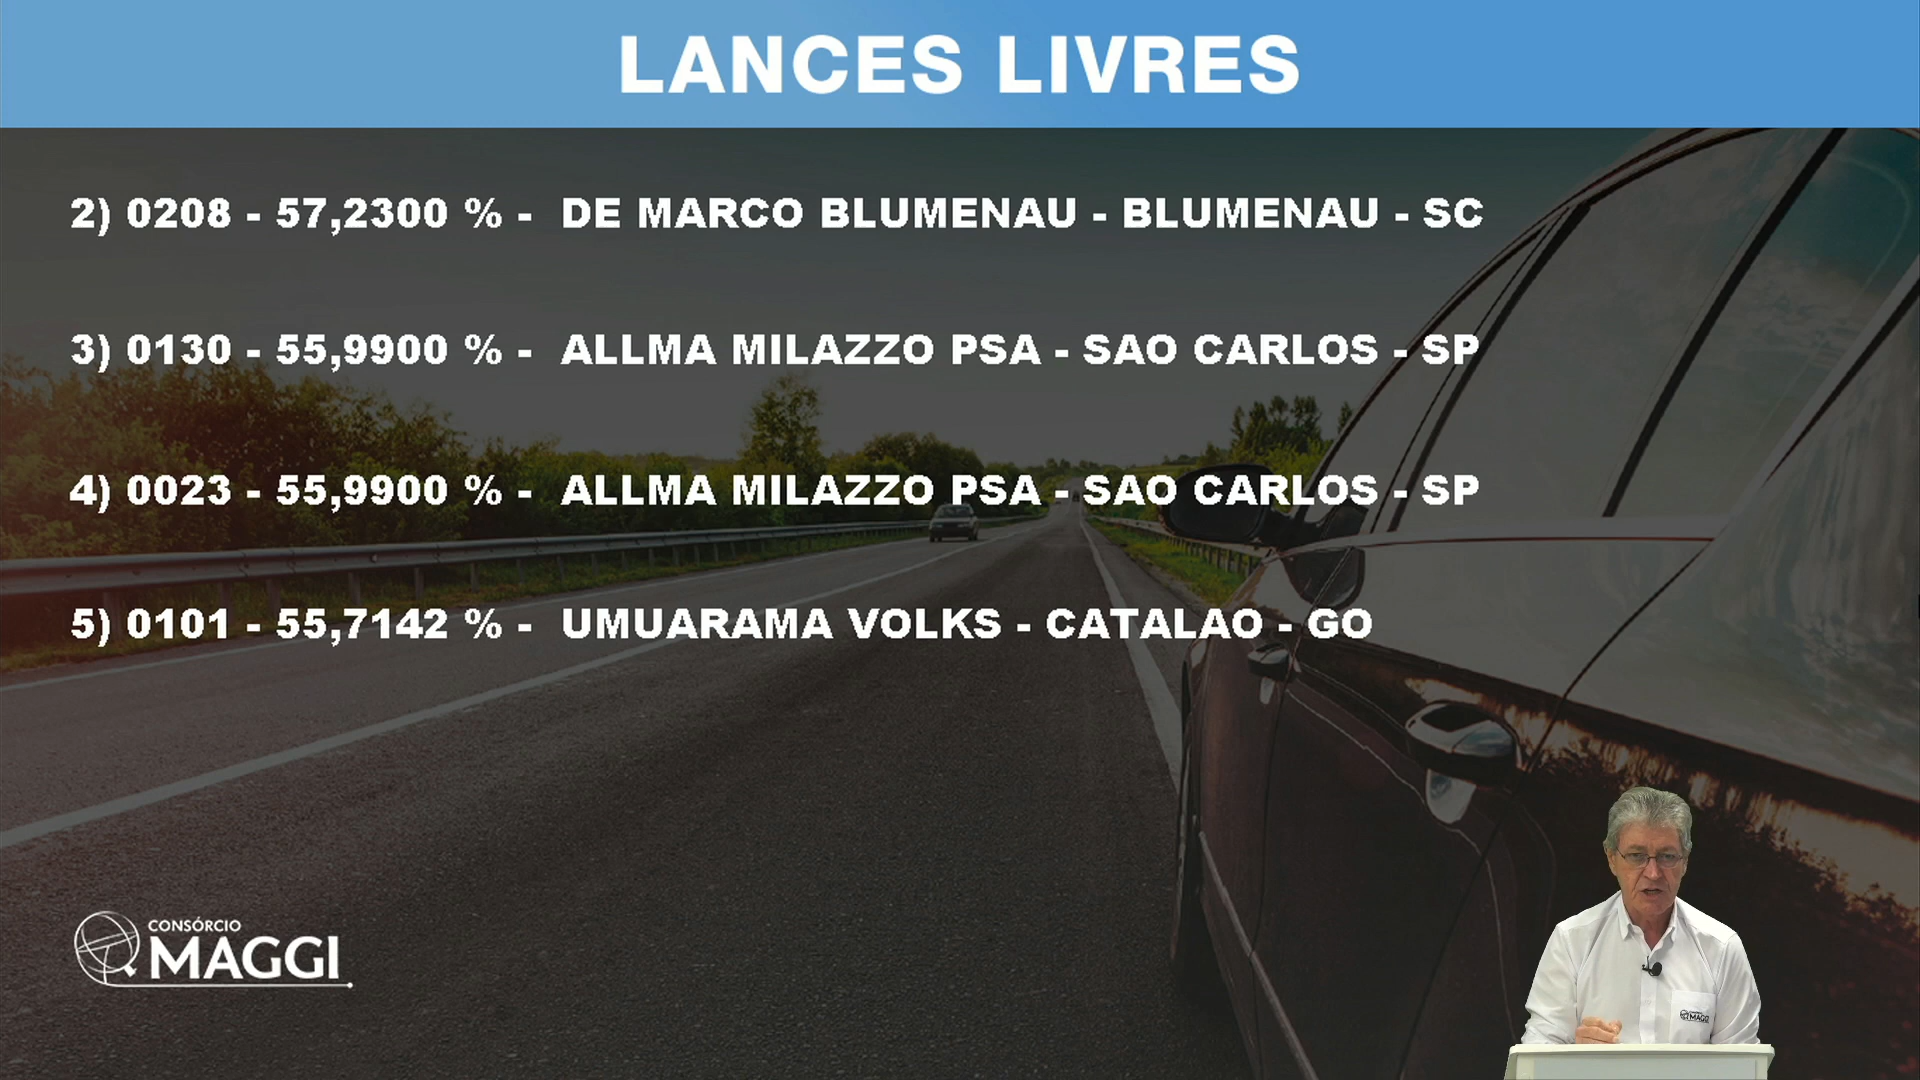 LANCES LIVRES
2) 0208 - 57,2300 % - DE MARCO BLUMENAU - BLUMENAU - SC
3) 0130 - 55,9900 % - ALLMA MILAZZO PSA - SAO CARLOS - SP
4) 0023 - 55,9900 % - ALLMA MILAZZO PSA - SAO CARLOS - SP
5) 0101 - 55,7142 % - UMUARAMA VOLKS - CATALAO - GO
CONSÓRCIO
MAGGI
MAGGI